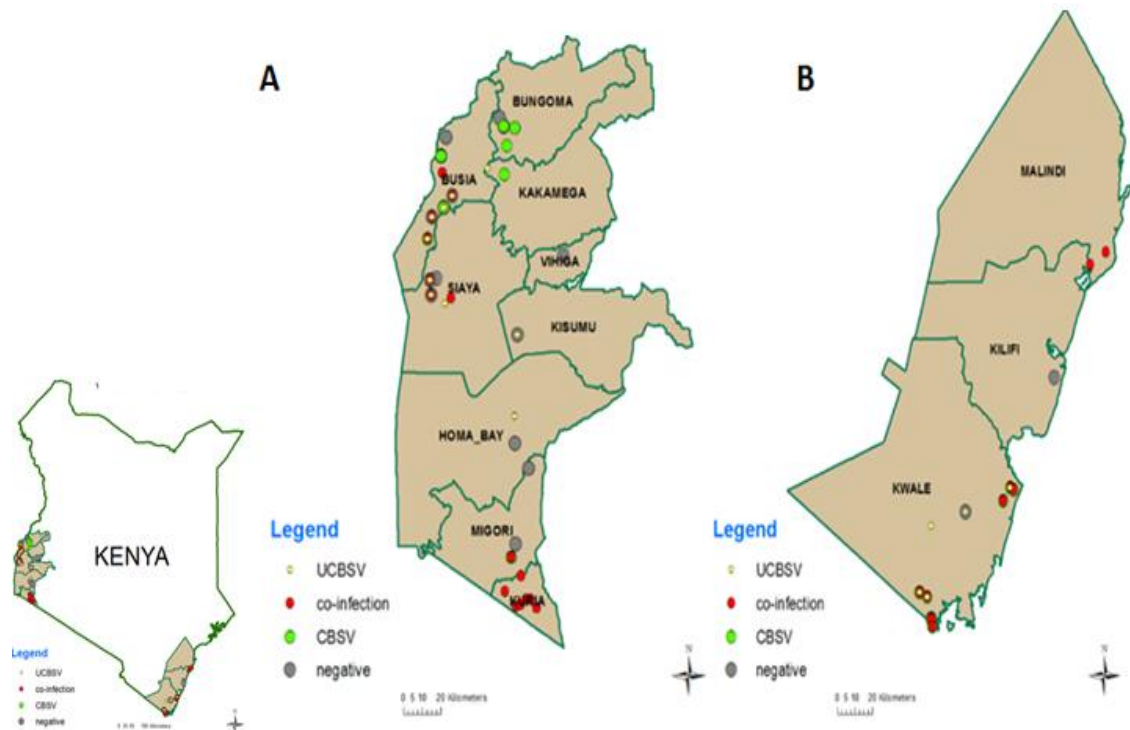 A
BUNGOMA
BUSIA
KAKAMEGA
VIHIGA
SIAYA
KISUMU
HOMA_BAY
MIGORI
KURIA
Legend
UCBSV
co-infection
CBSV
negative
0 5 10 20 Kilometers
N
B
MALINDI
KILIFI
KWALE
Legend
UCBSV
co-infection
CBSV
negative
0 5 10 20 Kilometers
N
KENYA
Legend
UCBSV
co-infection
CBSV
negative